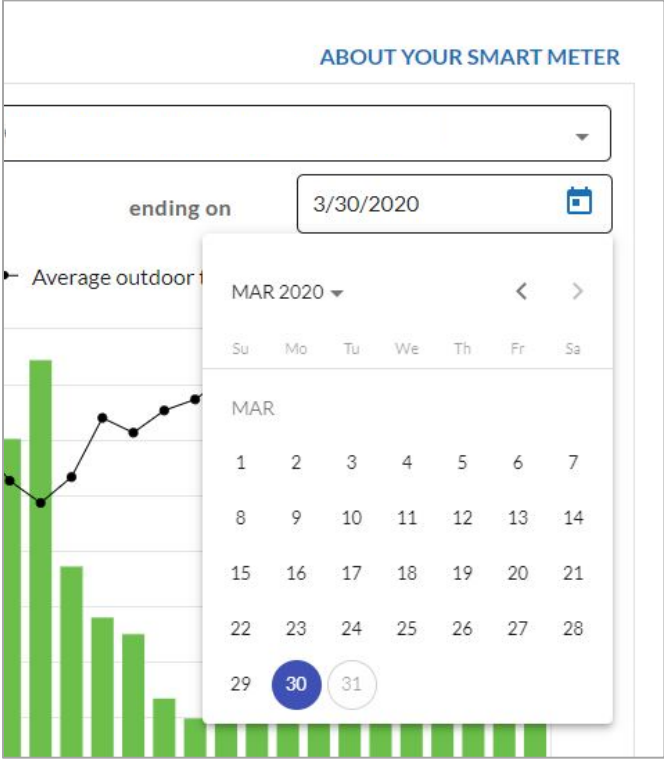 ABOUT YOUR SMART METER
ending on 3/30/2020
Average outdoor
MAR 2020
Su Mo Tu We Th Fr Sa
MAR
1 2 3 4 5 6 7
8 9 10 11 12 13 14
15 16 17 18 19 20 21
22 23 24 25 26 27 28
29 30 31